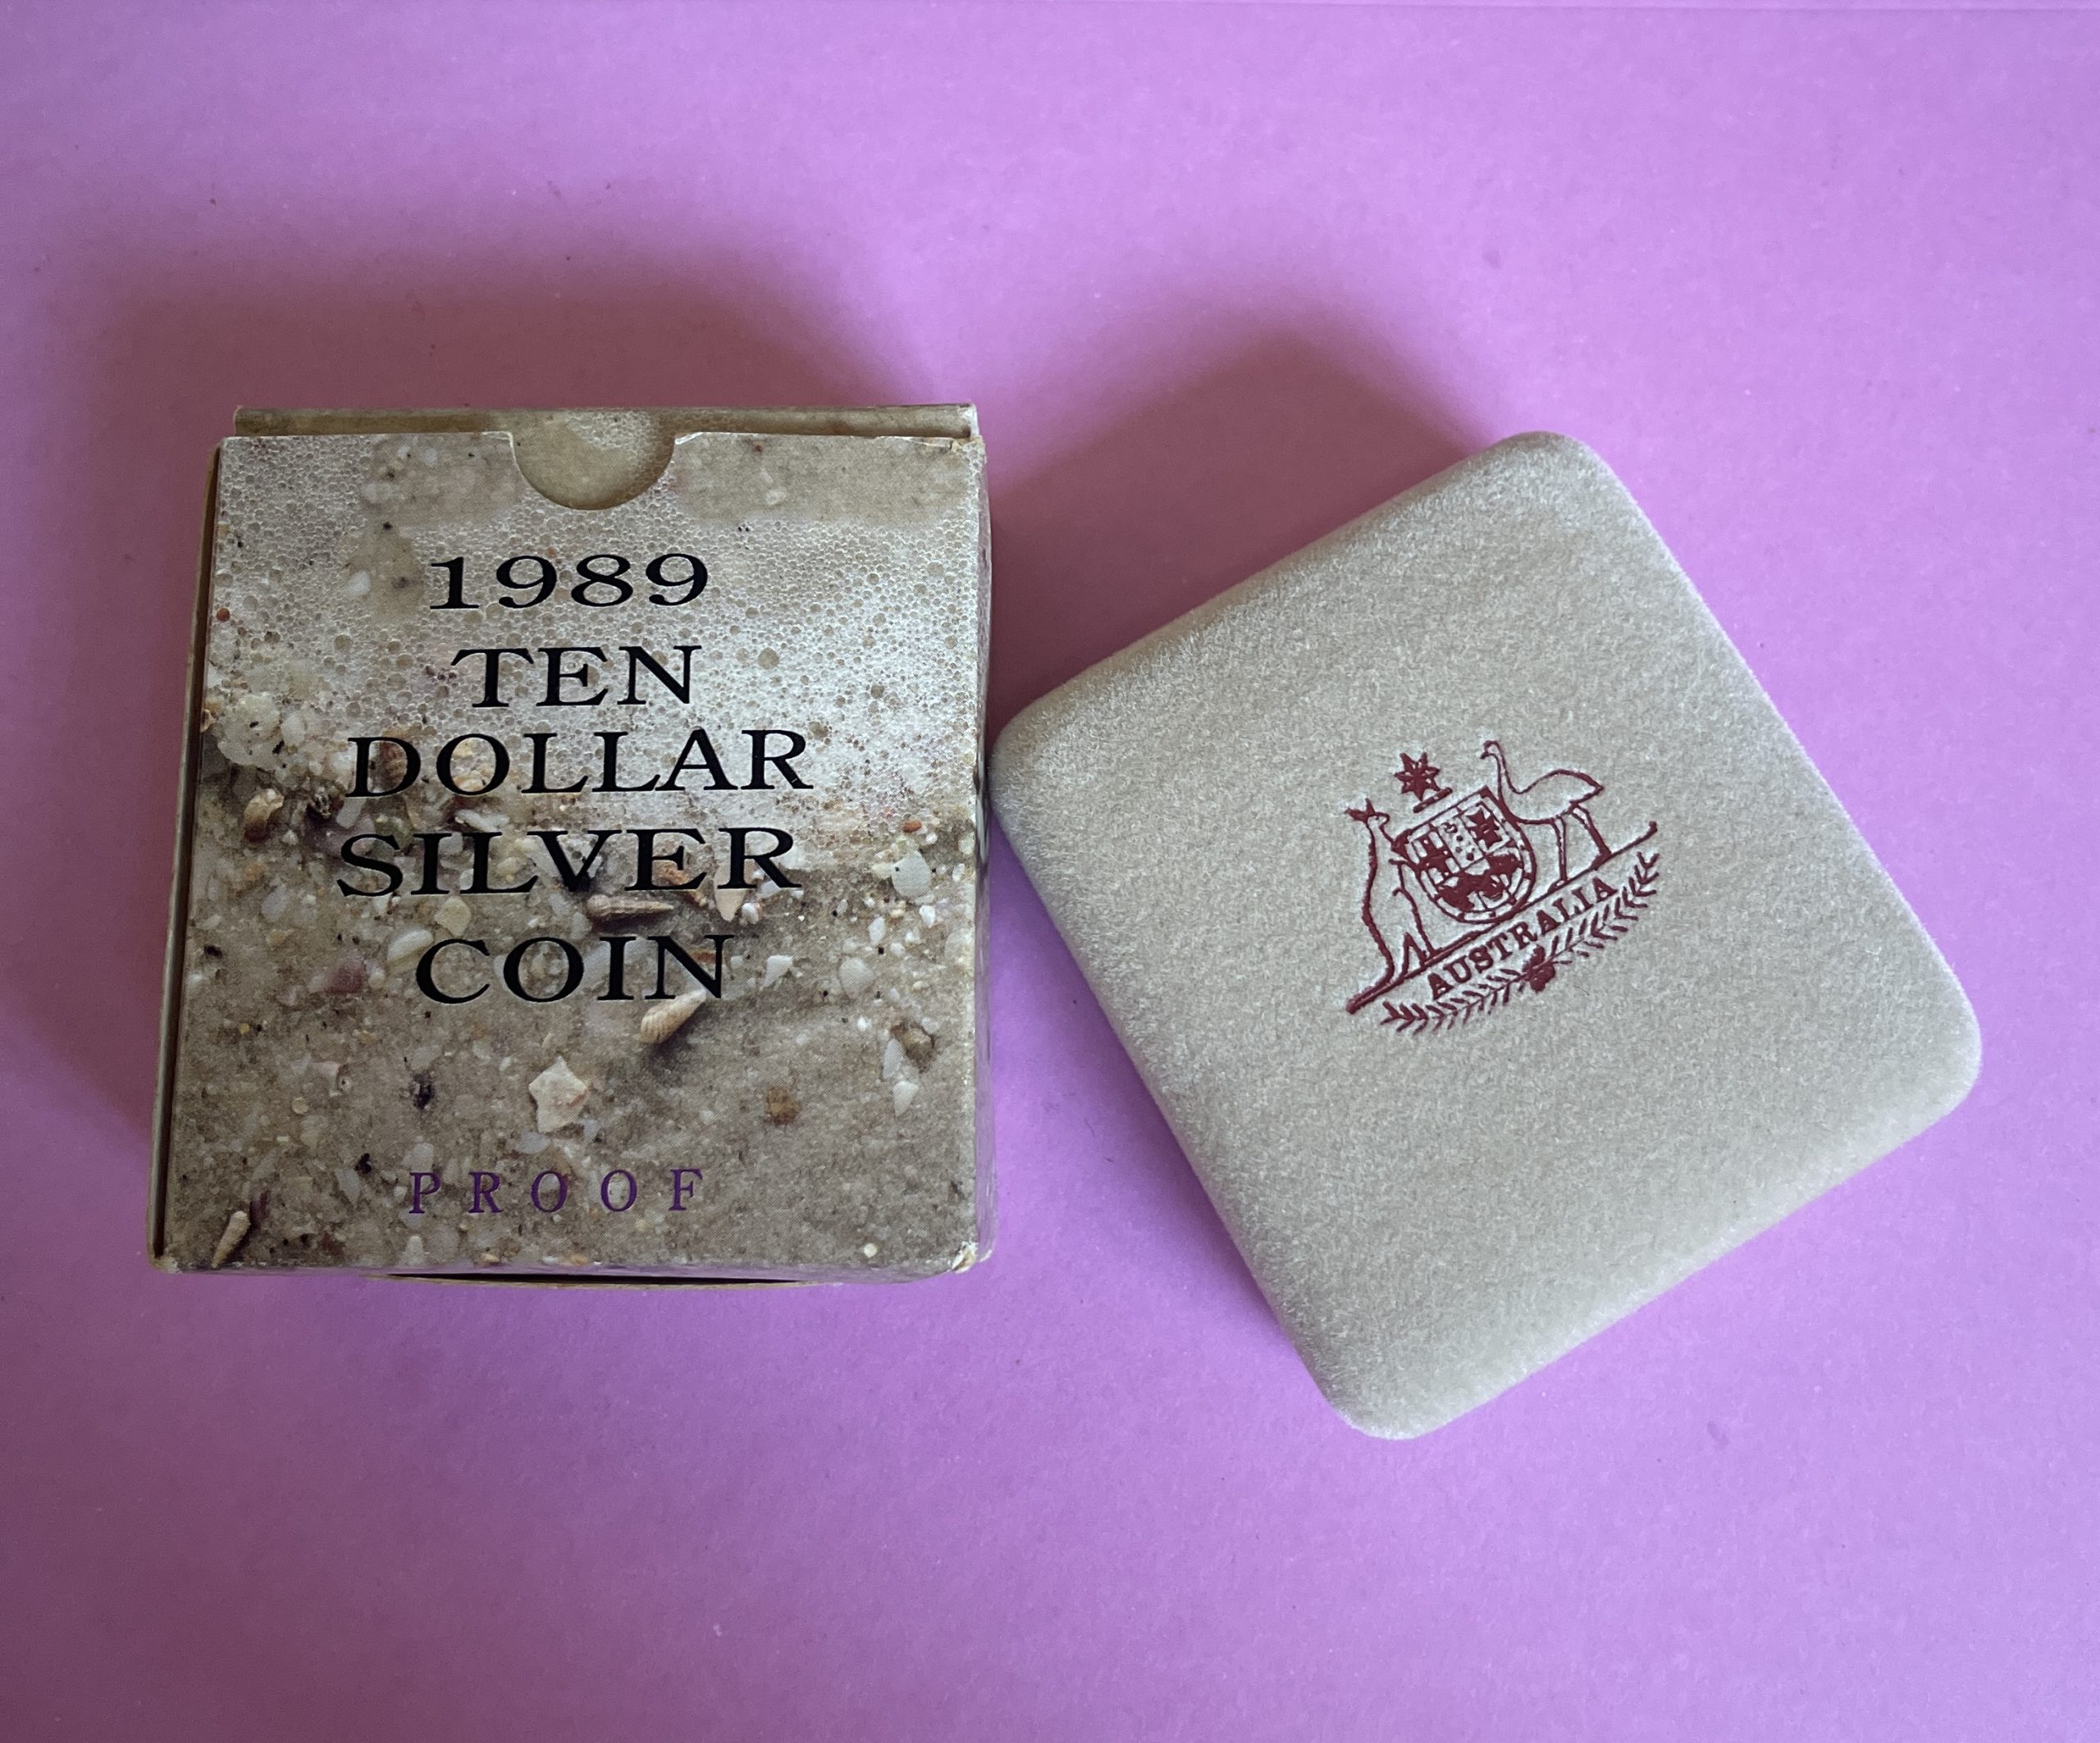 1989
TEN
DOLLAR
SILVER
COIN
PROOF
AUSTRALIA